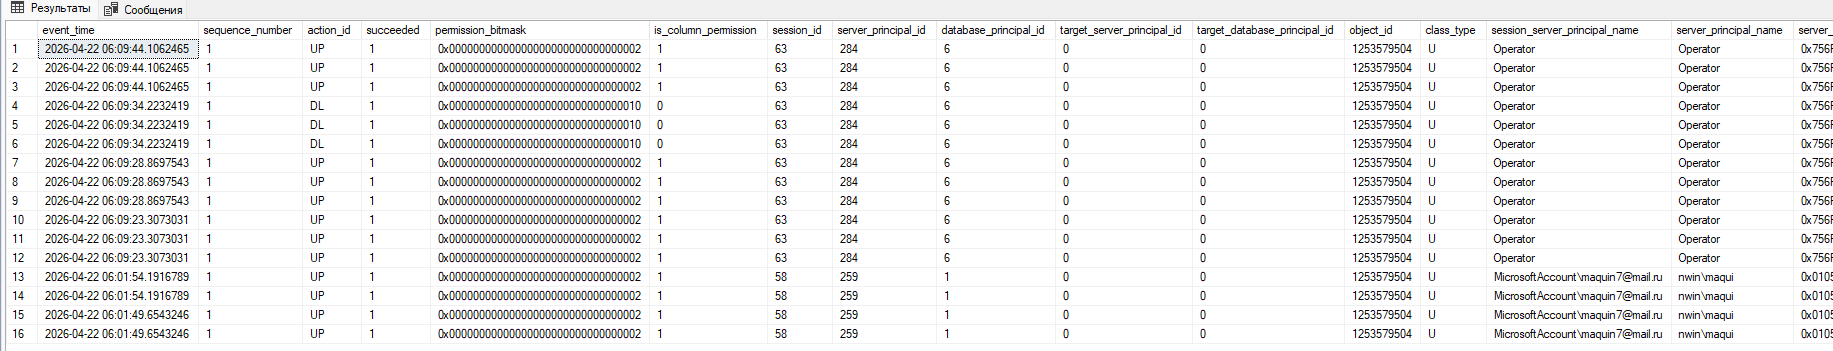 Результаты Сообщения
event_time sequence_number action_id succeeded permission_bitmask is_column_permission session_id server_principal_id database_principal_id target_server_principal_id target_database_principal_id object_id class_type session_server_principal_name server_principal_name server_
1 2026-04-22 06:09:44.1062465 1 UP 1 0x00000000000000000000000000000002 1 63 284 6 0 0 1253579504 U Operator Operator 0x756F
2 2026-04-22 06:09:44.1062465 1 UP 1 0x00000000000000000000000000000002 1 63 284 6 0 0 1253579504 U Operator Operator 0x756F
3 2026-04-22 06:09:44.1062465 1 UP 1 0x00000000000000000000000000000002 1 63 284 6 0 0 1253579504 U Operator Operator 0x756F
4 2026-04-22 06:09:34.2232419 1 DL 1 0x00000000000000000000000000000010 0 63 284 6 0 0 1253579504 U Operator Operator 0x756F
5 2026-04-22 06:09:34.2232419 1 DL 1 0x00000000000000000000000000000010 0 63 284 6 0 0 1253579504 U Operator Operator 0x756F
6 2026-04-22 06:09:34.2232419 1 DL 1 0x00000000000000000000000000000010 0 63 284 6 0 0 1253579504 U Operator Operator 0x756F
7 2026-04-22 06:09:28.8697543 1 UP 1 0x00000000000000000000000000000002 1 63 284 6 0 0 1253579504 U Operator Operator 0x756F
8 2026-04-22 06:09:28.8697543 1 UP 1 0x00000000000000000000000000000002 1 63 284 6 0 0 1253579504 U Operator Operator 0x756F
9 2026-04-22 06:09:28.8697543 1 UP 1 0x00000000000000000000000000000002 1 63 284 6 0 0 1253579504 U Operator Operator 0x756F
10 2026-04-22 06:09:23.3073031 1 UP 1 0x00000000000000000000000000000002 1 63 284 6 0 0 1253579504 U Operator Operator 0x756F
11 2026-04-22 06:09:23.3073031 1 UP 1 0x00000000000000000000000000000002 1 63 284 6 0 0 1253579504 U Operator Operator 0x756F
12 2026-04-22 06:09:23.3073031 1 UP 1 0x00000000000000000000000000000002 1 63 284 6 0 0 1253579504 U Operator Operator 0x756F
13 2026-04-22 06:01:54.1916789 1 UP 1 0x00000000000000000000000000000002 1 58 259 1 0 0 1253579504 U MicrosoftAccount\maquin7@mail.ru nwin\maqui 0x0105
14 2026-04-22 06:01:54.1916789 1 UP 1 0x00000000000000000000000000000002 1 58 259 1 0 0 1253579504 U MicrosoftAccount\maquin7@mail.ru nwin\maqui 0x0105
15 2026-04-22 06:01:49.6543246 1 UP 1 0x00000000000000000000000000000002 1 58 259 1 0 0 1253579504 U MicrosoftAccount\maquin7@mail.ru nwin\maqui 0x0105
16 2026-04-22 06:01:49.6543246 1 UP 1 0x00000000000000000000000000000002 1 58 259 1 0 0 1253579504 U MicrosoftAccount\maquin7@mail.ru nwin\maqui 0x0105